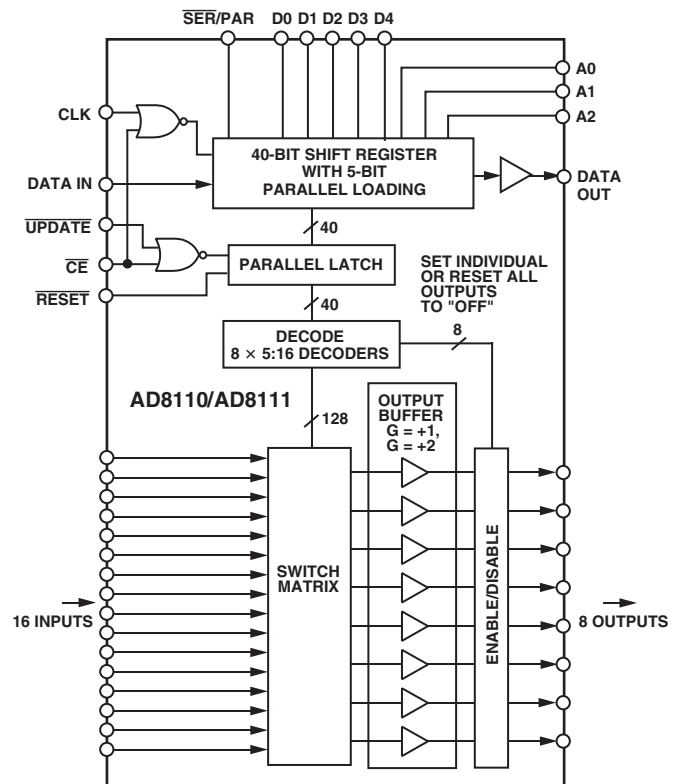 SER/PAR D0 D1 D2 D3 D4
A0
A1
A2
CLK
40-BIT SHIFT REGISTER
WITH 5-BIT
PARALLEL LOADING
DATA IN
DATA
OUT
UPDATE
40
CE
PARALLEL LATCH
RESET
SET INDIVIDUAL
OR RESET ALL
OUTPUTS
TO "OFF"
40
8
DECODE
8 × 5:16 DECODERS
AD8110/AD8111
128
OUTPUT
BUFFER
G = +1,
G = +2
SWITCH
MATRIX
ENABLE/DISABLE
16 INPUTS
8 OUTPUTS